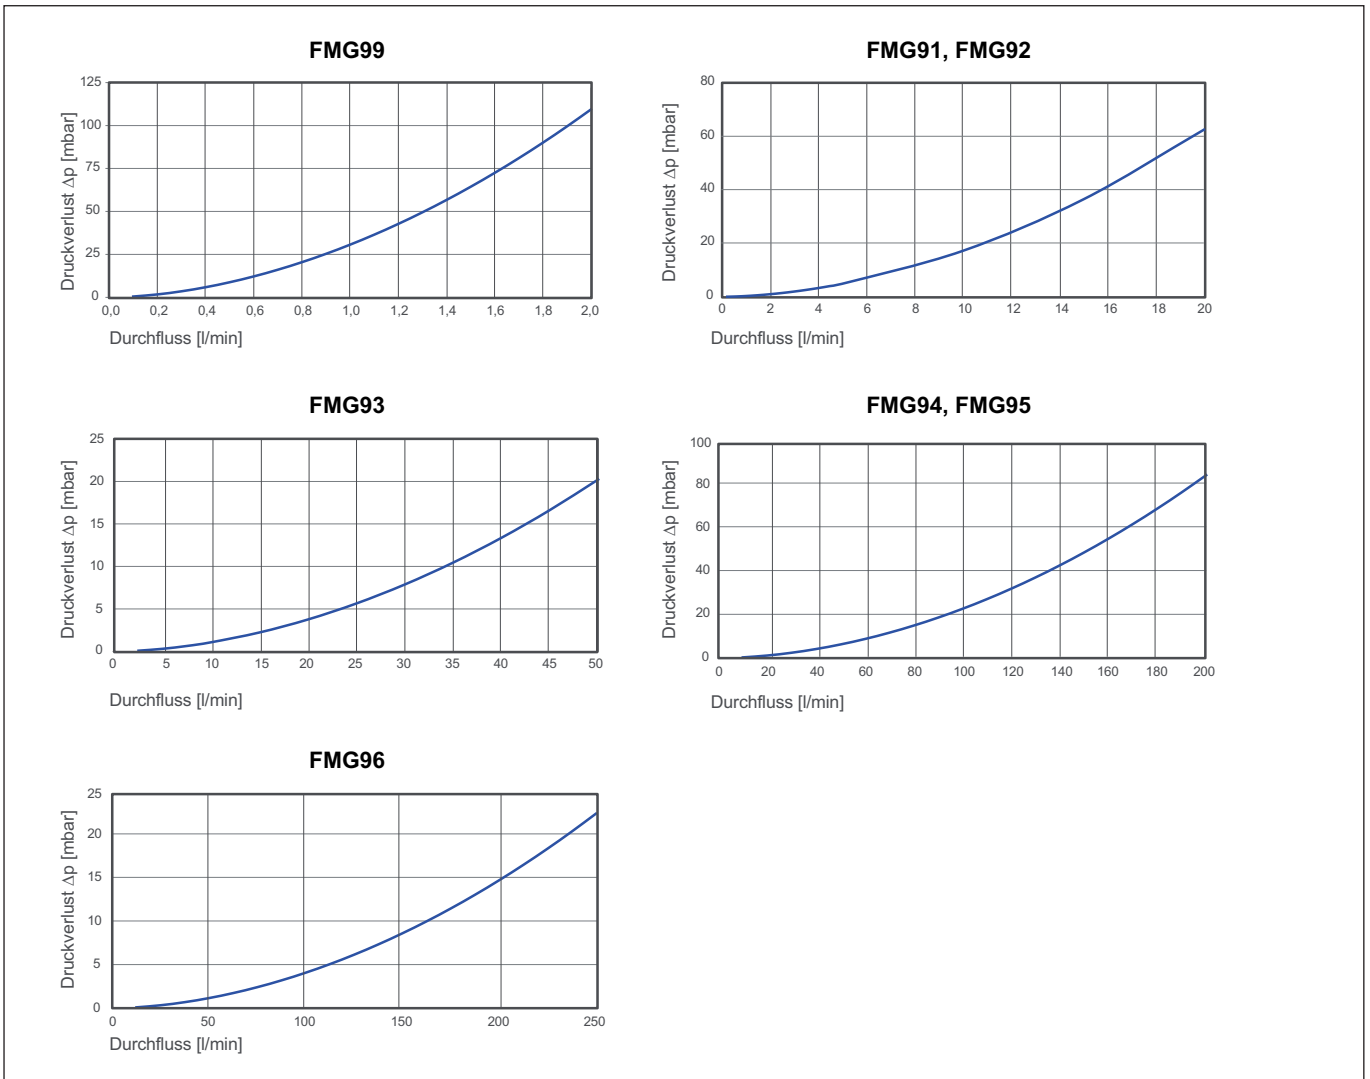 FMG99
125
100
75
50
25
0
Druckverlust Δp [mbar]
0,0 0,2 0,4 0,6 0,8 1,0 1,2 1,4 1,6 1,8 2,0
Durchfluss [l/min]
FMG91, FMG92
80
60
40
20
0
Druckverlust Δp [mbar]
0 2 4 6 8 10 12 14 16 18 20
Durchfluss [l/min]
FMG93
25
20
15
10
5
0
Druckverlust Δp [mbar]
0 5 10 15 20 25 30 35 40 45 50
Durchfluss [l/min]
FMG94, FMG95
100
80
60
40
20
0
Druckverlust Δp [mbar]
0 20 40 60 80 100 120 140 160 180 200
Durchfluss [l/min]
FMG96
25
20
15
10
5
0
Druckverlust Δp [mbar]
0 50 100 150 200 250
Durchfluss [l/min]